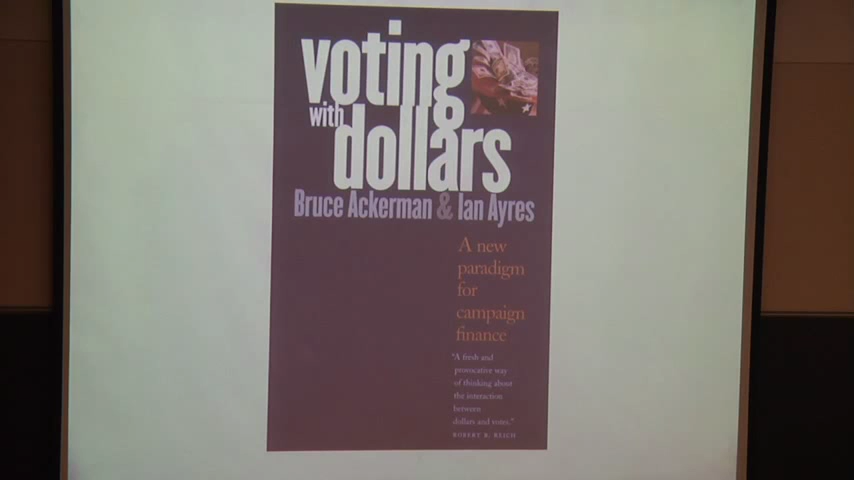 voting
with
dollars
Bruce Ackerman & Ian Ayres
A new
paradigm
for
campaign
finance
"A fresh and
provocative way
of thinking about
the interaction
between
dollars and votes."
ROBERT B. REICH